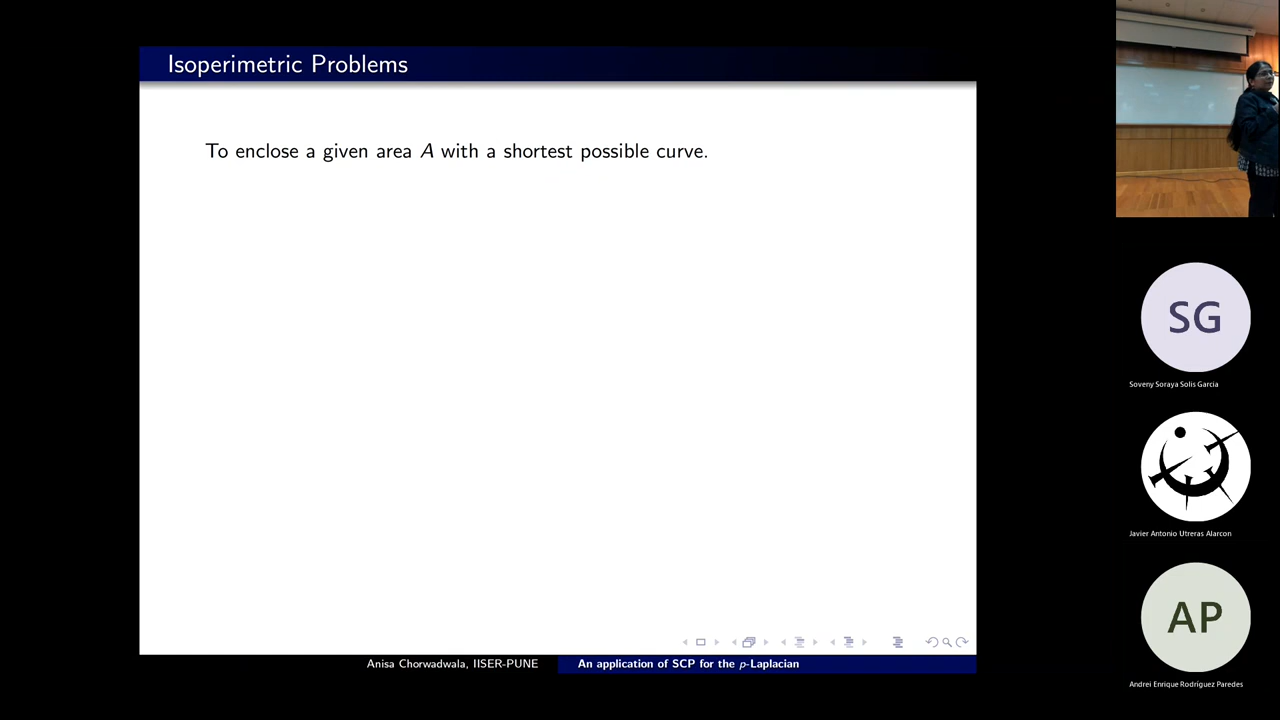 Isoperimetric Problems
To enclose a given area A with a shortest possible curve.
Anisa Chorwadwala, IISER-PUNE
An application of SCP for the p-Laplacian
SG
Soveny Soraya Solis Garcia
Javier Antonio Utreras Alarcon
AP
Andrei Enrique Rodríguez Paredes